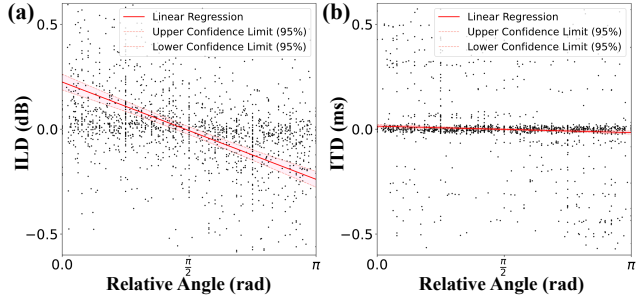 (a)
Linear Regression
Upper Confidence Limit (95%)
Lower Confidence Limit (95%)
0.5
0.0
−0.5
ILD (dB)
0.0
π/2
π
Relative Angle (rad)
(b)
Linear Regression
Upper Confidence Limit (95%)
Lower Confidence Limit (95%)
0.5
0.0
−0.5
ITD (ms)
0.0
π/2
π
Relative Angle (rad)